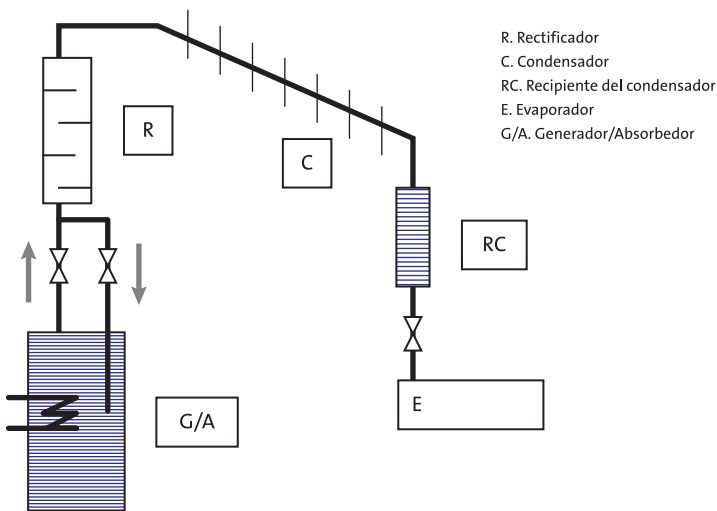 R. Rectificador
C. Condensador
RC. Recipiente del condensador
E. Evaporador
G/A. Generador/Absorbedor
R
C
RC
G/A
E